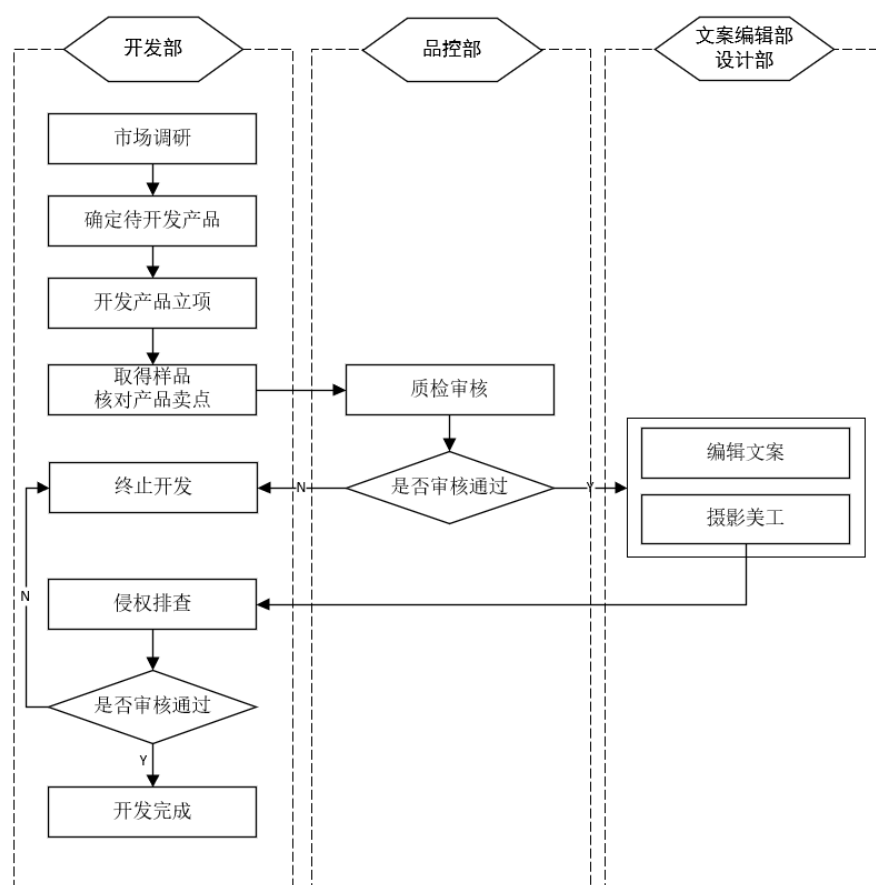 开发部
品控部
文案编辑部
设计部
市场调研
确定待开发产品
开发产品立项
取得样品
核对产品卖点
质检审核
编辑文案
终止开发
N
是否审核通过
Y
摄影美工
N
侵权排查
是否审核通过
Y
开发完成